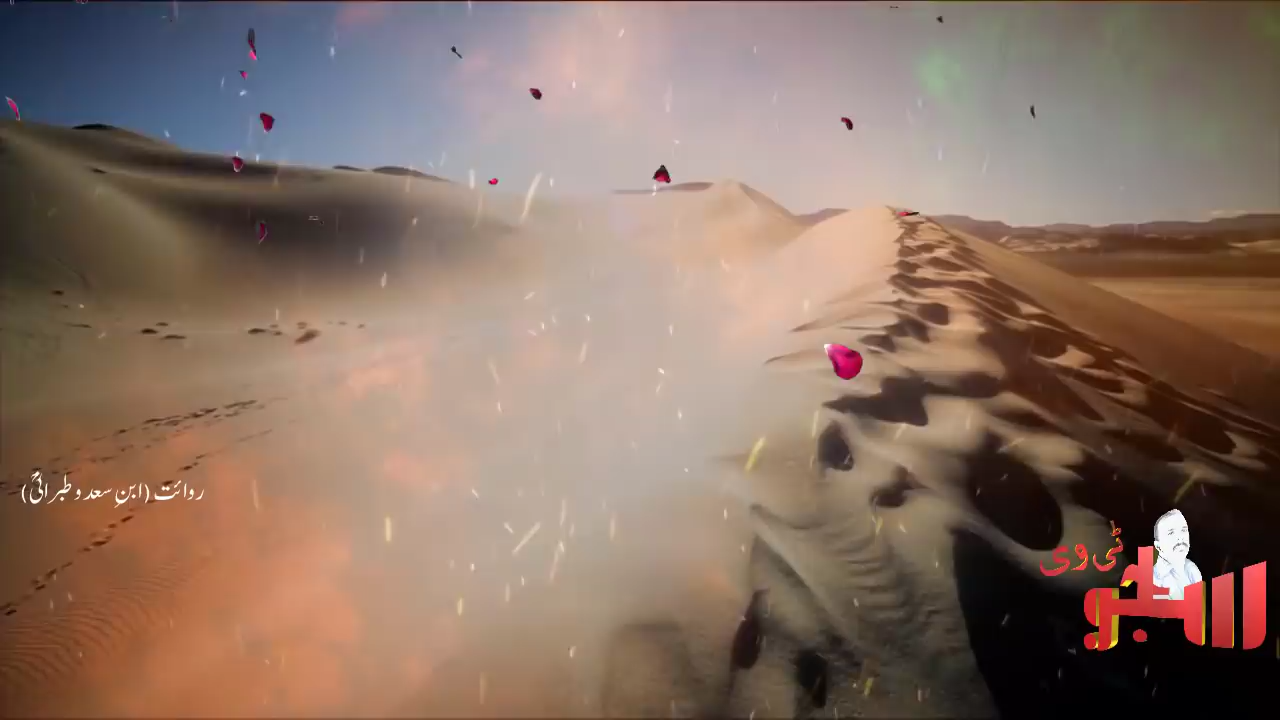 روائت (ابنِ سعد و طبرانیؒ)
ٹی وی